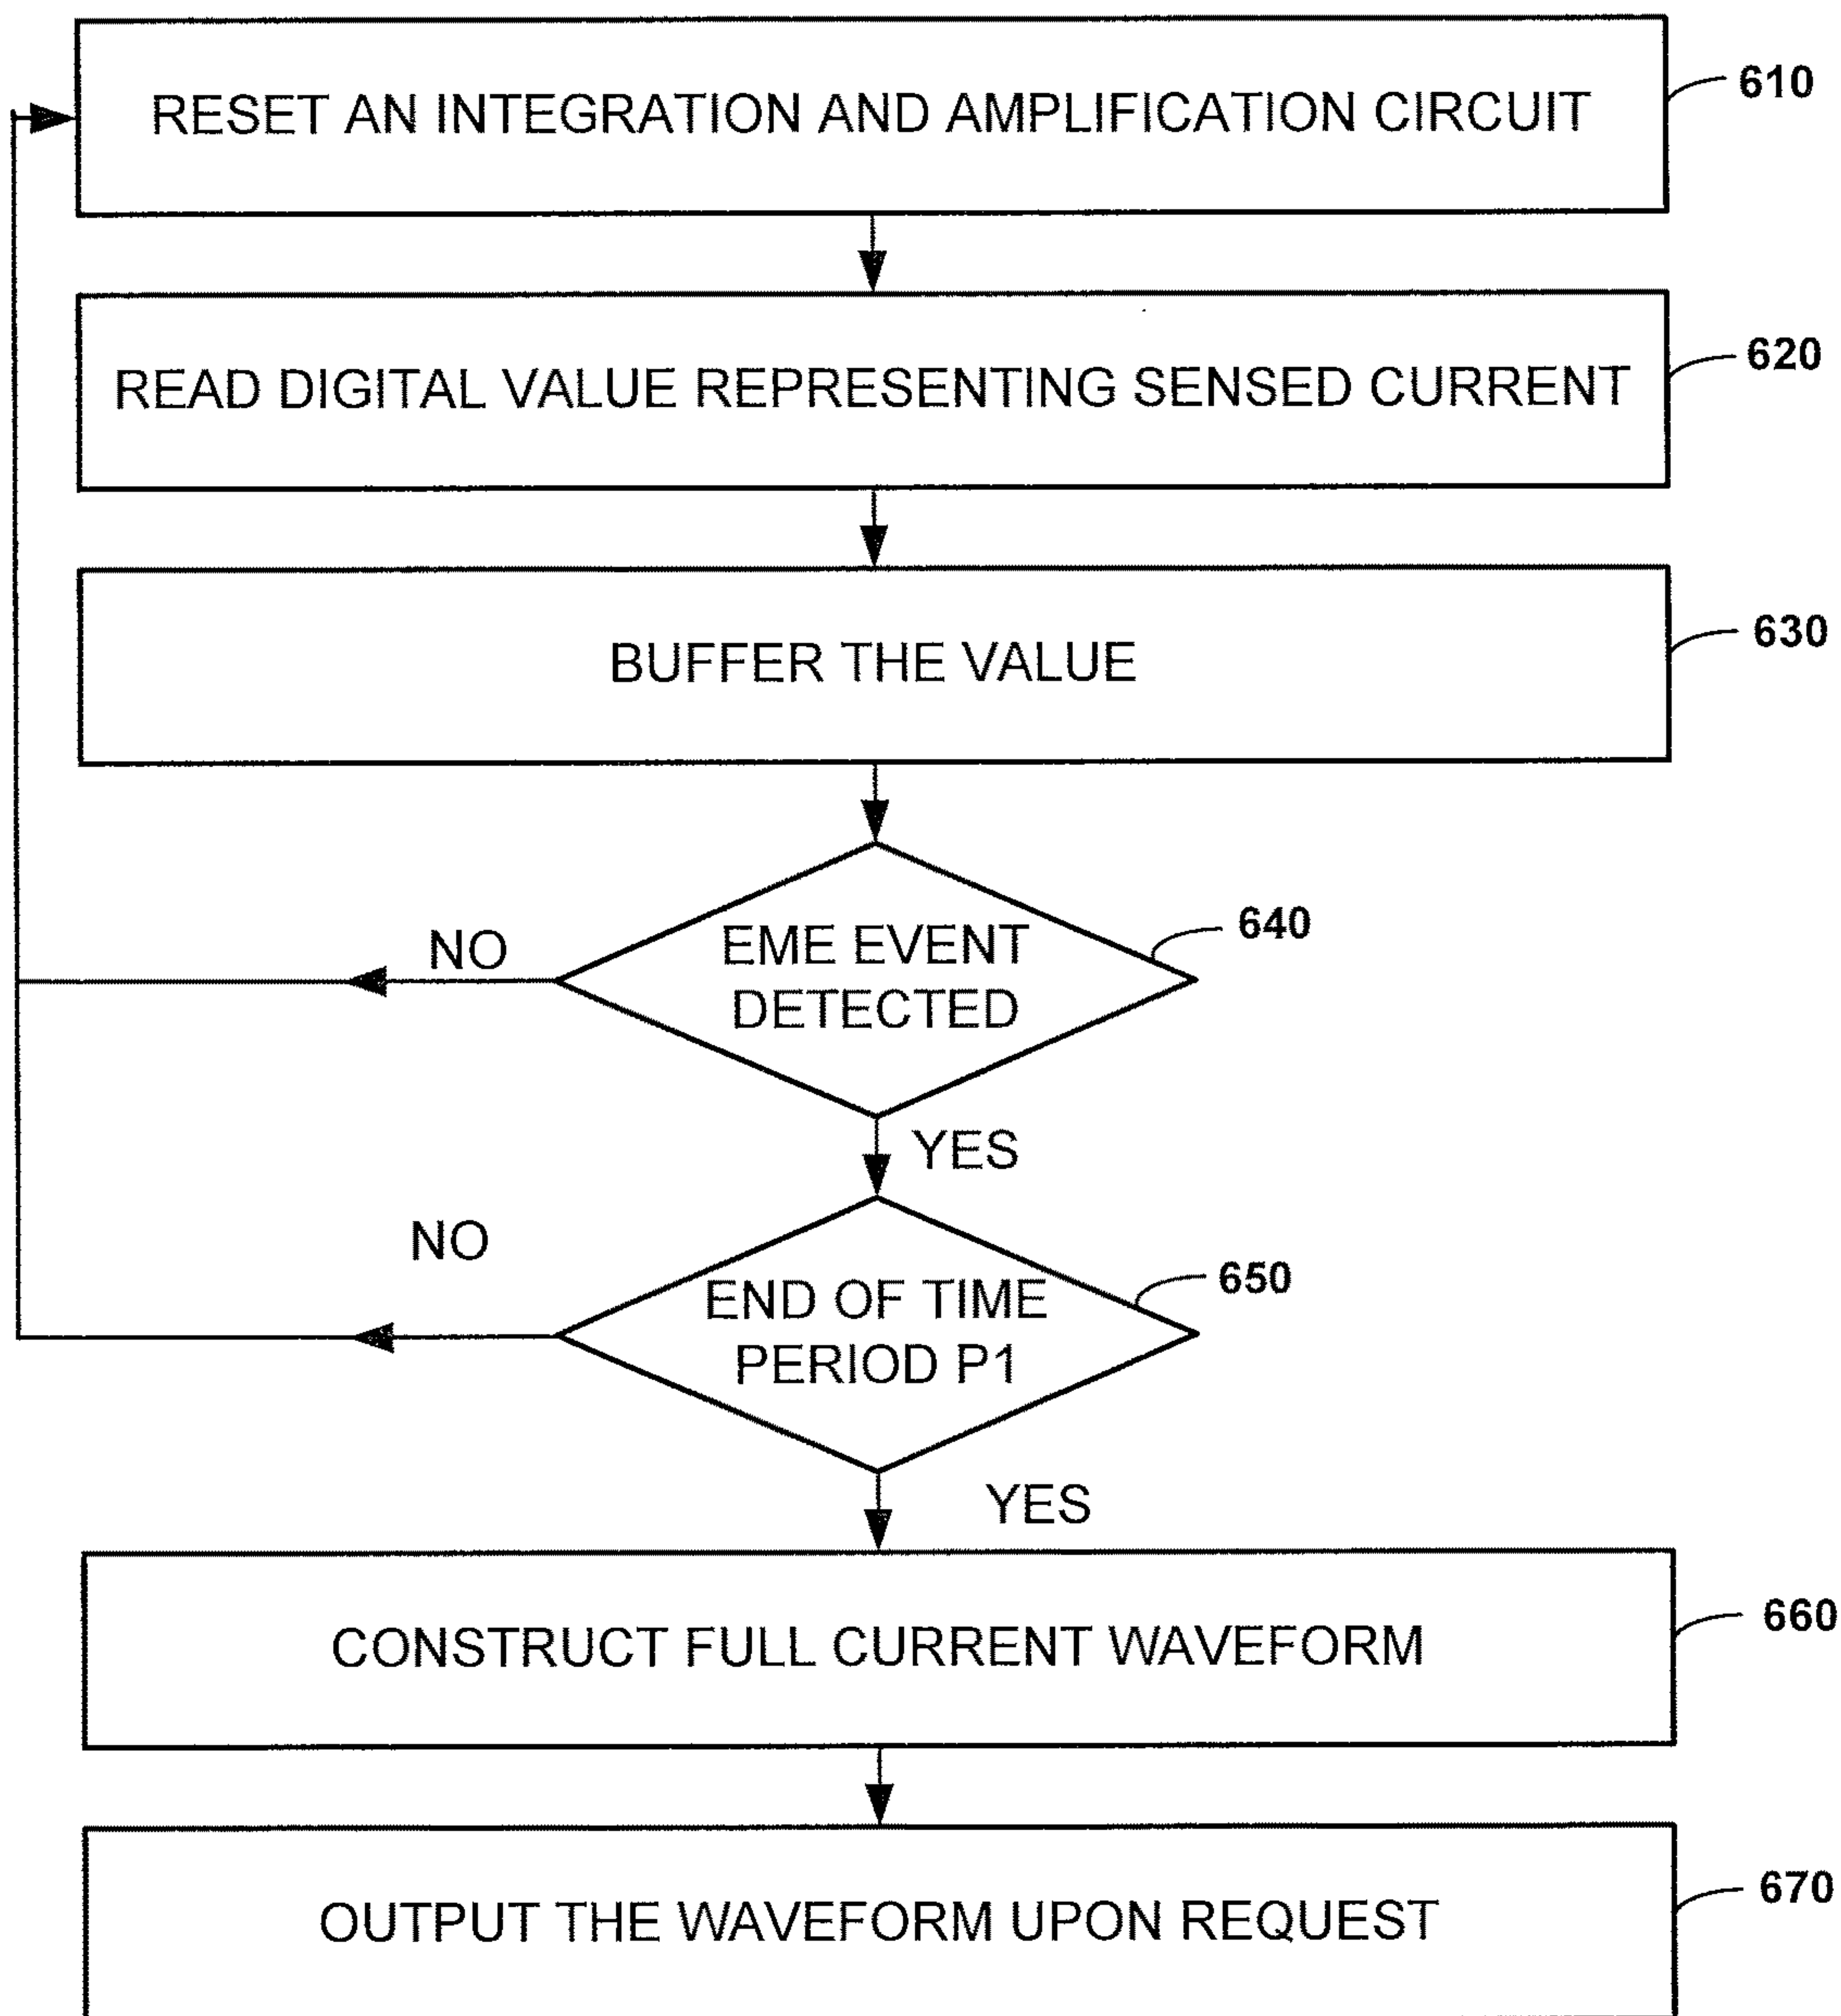 RESET AN INTEGRATION AND AMPLIFICATION CIRCUIT
610
READ DIGITAL VALUE REPRESENTING SENSED CURRENT
620
BUFFER THE VALUE
630
EME EVENT
DETECTED
640
NO
YES
END OF TIME
PERIOD P1
650
NO
YES
CONSTRUCT FULL CURRENT WAVEFORM
660
OUTPUT THE WAVEFORM UPON REQUEST
670